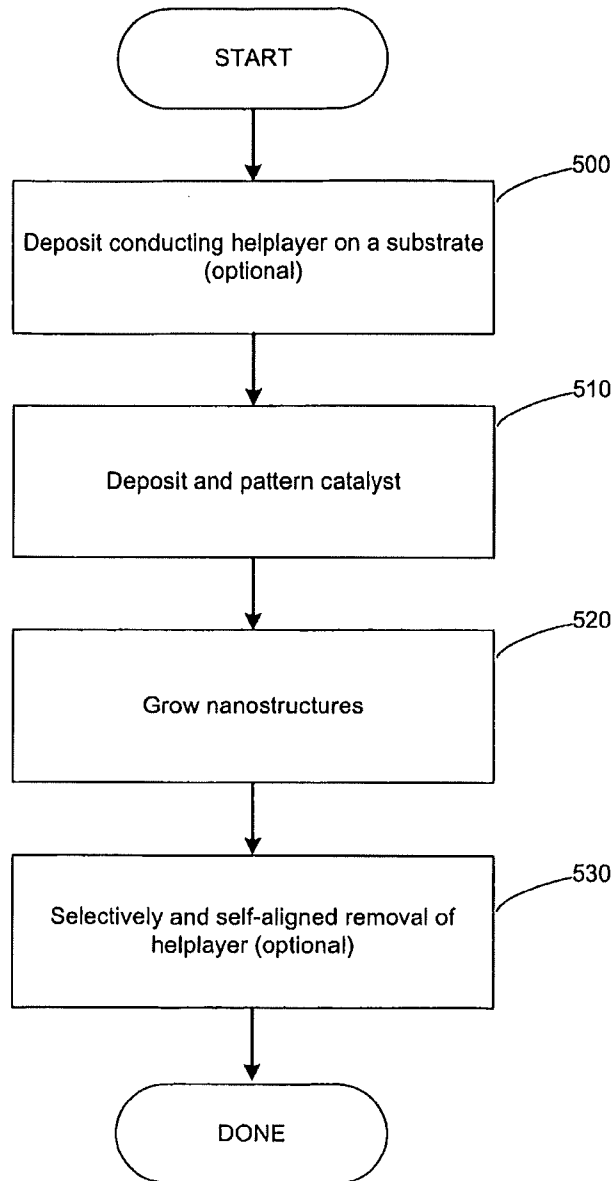 START
500
Deposit conducting helplayer on a substrate
(optional)
510
Deposit and pattern catalyst
520
Grow nanostructures
530
Selectively and self-aligned removal of
helplayer (optional)
DONE